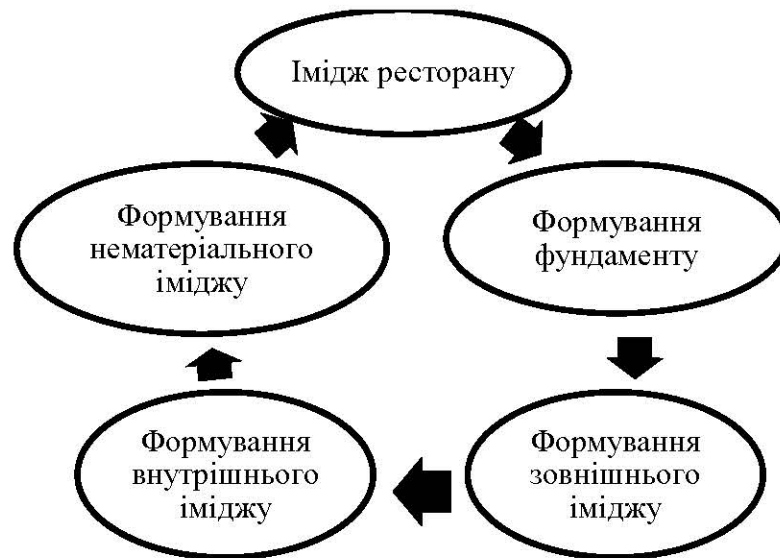 Імідж ресторану
Формування
фундаменту
Формування
зовнішнього
іміджу
Формування
внутрішнього
іміджу
Формування
нематеріального
іміджу